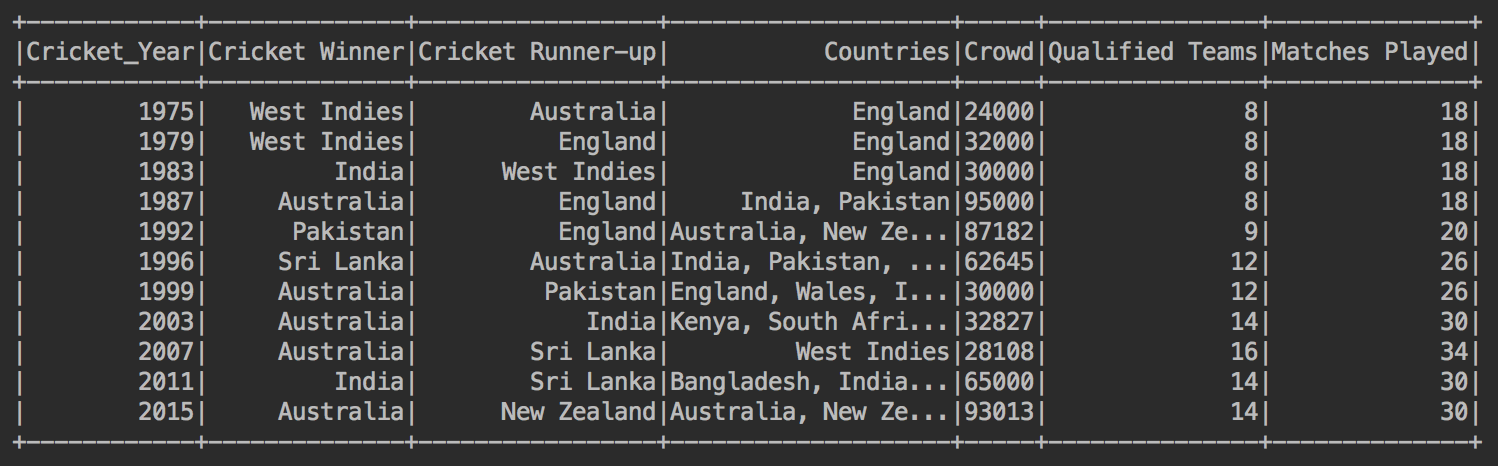 +------------+--------------+-----------------+--------------------+-----+---------------+--------------+
|Cricket_Year|Cricket Winner|Cricket Runner-up|           Countries|Crowd|Qualified Teams|Matches Played|
+------------+--------------+-----------------+--------------------+-----+---------------+--------------+
|        1975|   West Indies|        Australia|             England|24000|              8|            18|
|        1979|   West Indies|          England|             England|32000|              8|            18|
|        1983|         India|      West Indies|             England|30000|              8|            18|
|        1987|     Australia|          England|     India, Pakistan|95000|              8|            18|
|        1992|      Pakistan|          England|Australia, New Ze...|87182|              9|            20|
|        1996|     Sri Lanka|        Australia|India, Pakistan, ...|62645|             12|            26|
|        1999|     Australia|         Pakistan|England, Wales, I...|30000|             12|            26|
|        2003|     Australia|            India|Kenya, South Afri...|32827|             14|            30|
|        2007|     Australia|        Sri Lanka|         West Indies|28108|             16|            34|
|        2011|         India|        Sri Lanka|Bangladesh, India...|65000|             14|            30|
|        2015|     Australia|      New Zealand|Australia, New Ze...|93013|             14|            30|
+------------+--------------+-----------------+--------------------+-----+---------------+--------------+